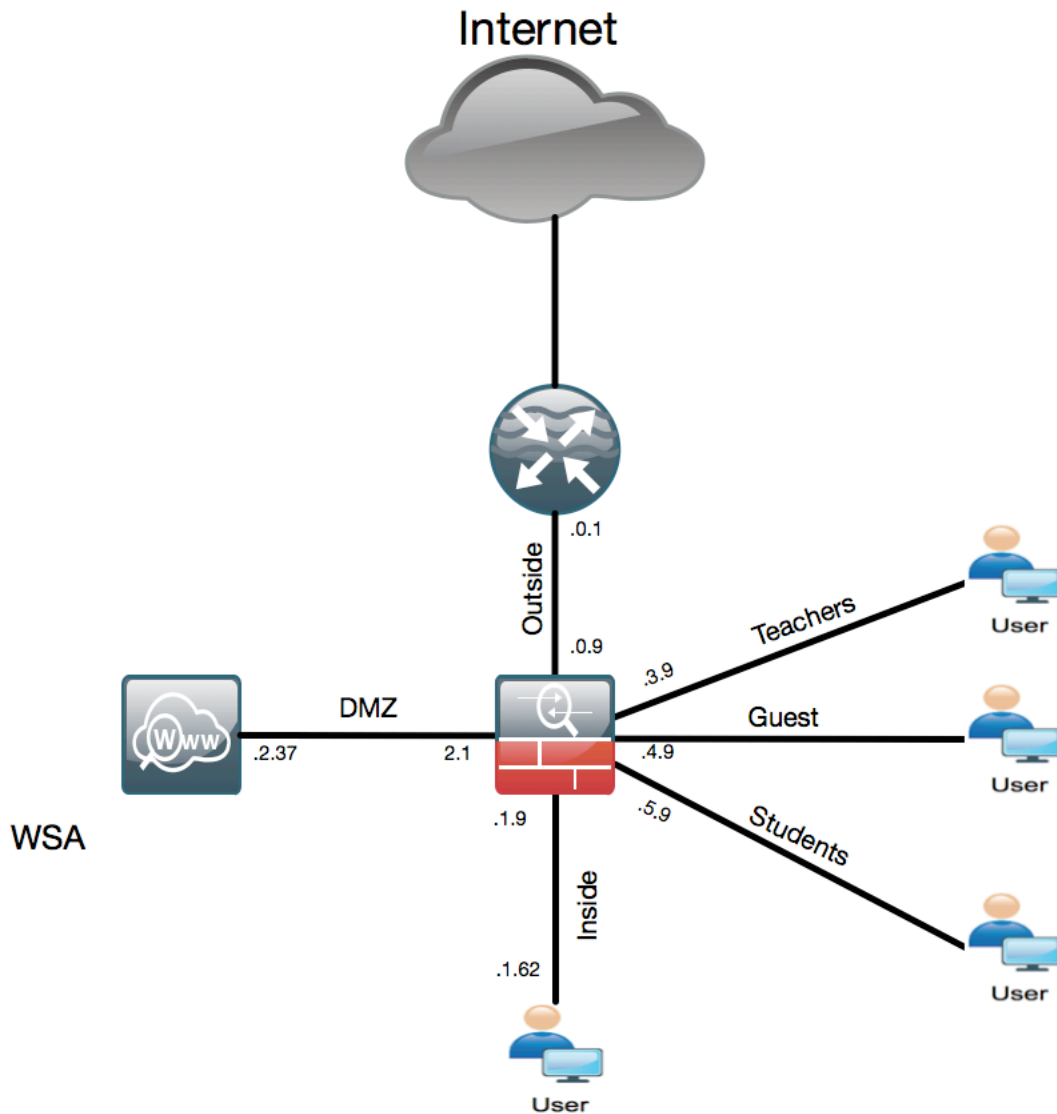 Internet
.0.1
Outside
.0.9
Teachers
User
.3.9
DMZ
Guest
User
Www
.2.37
2.1
.4.9
WSA
.1.9
.5.9
Students
Inside
.1.62
User
User